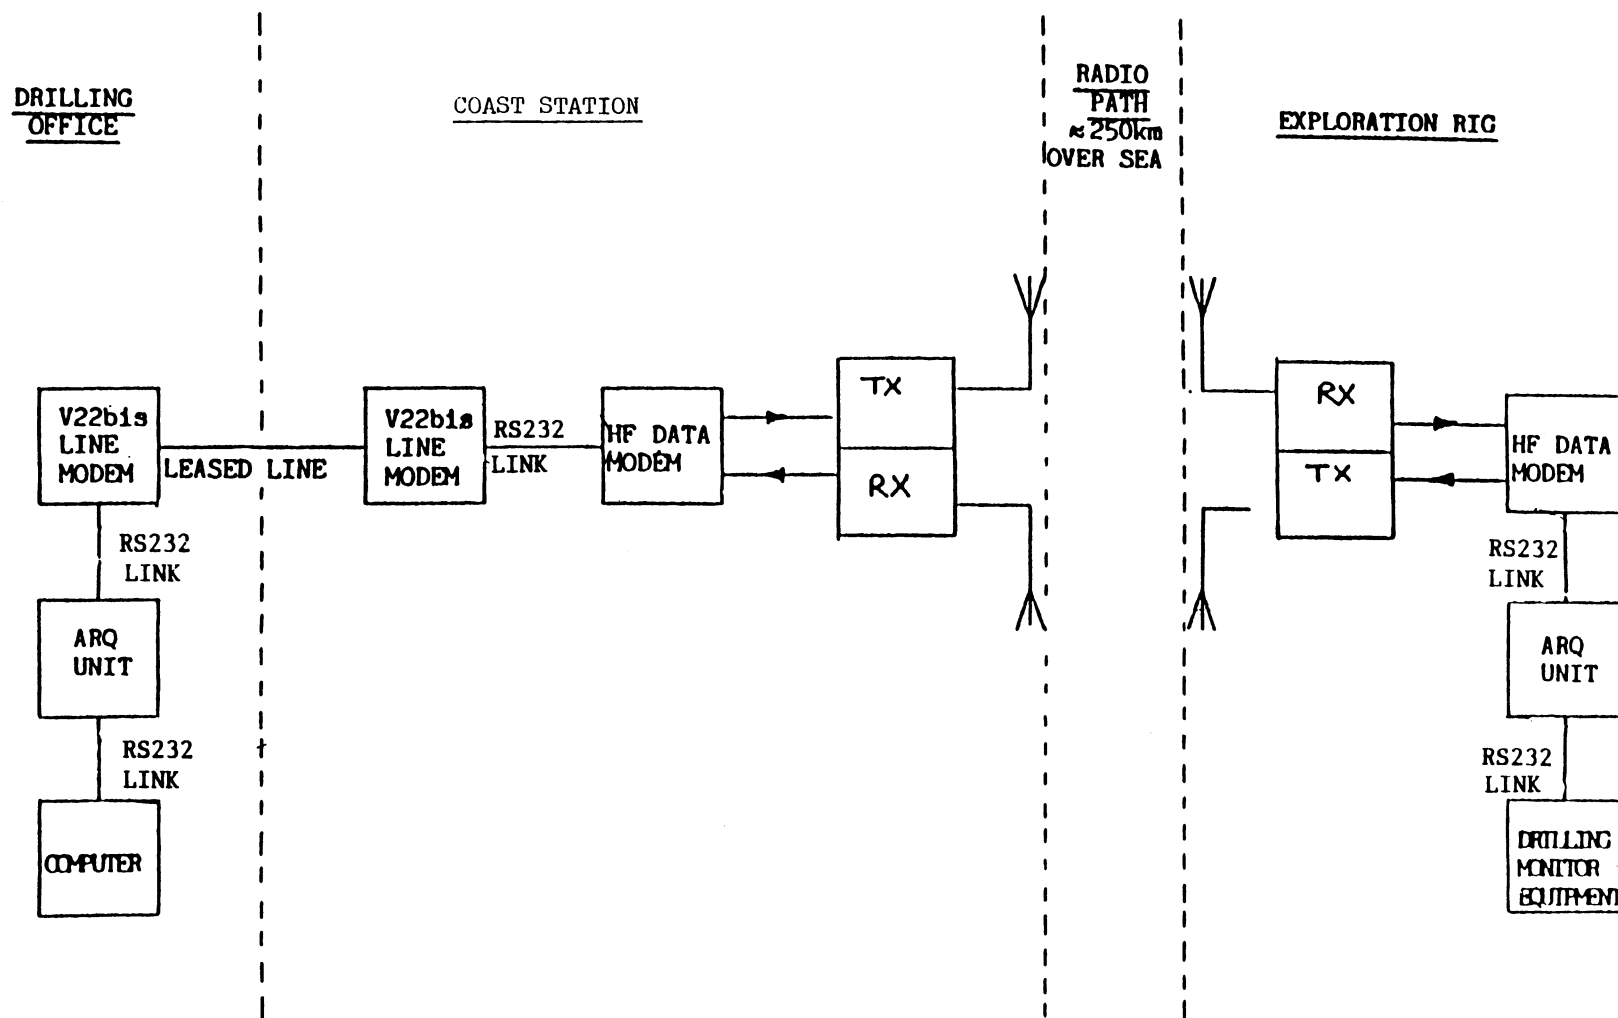 DRILLING
OFFICE
COAST STATION
RADIO
PATH
≈250km
OVER SEA
EXPLORATION RIG
V22bis
LINE
MODEM
LEASED LINE
V22bis
LINE
MODEM
RS232
LINK
HF DATA
MODEM
TX
RX
RX
TX
HF DATA
MODEM
RS232
LINK
ARQ
UNIT
RS232
LINK
COMPUTER
RS232
LINK
ARQ
UNIT
RS232
LINK
DRILLING
MONITOR
EQUIPMENT